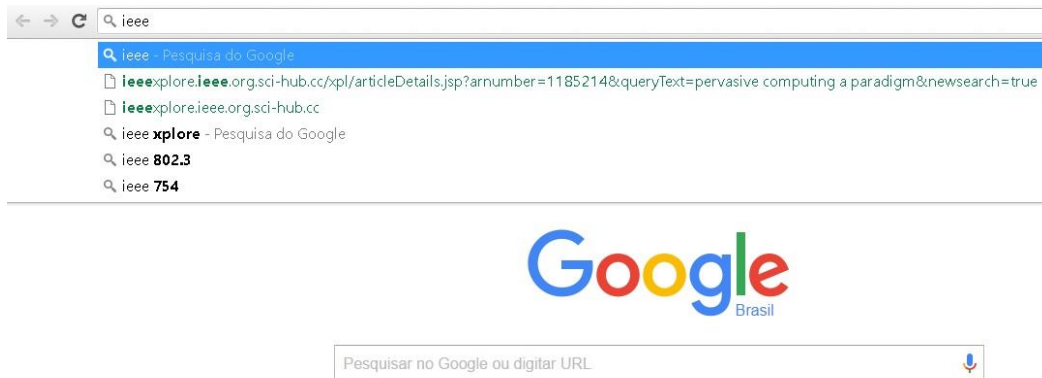 ieee
ieee - Pesquisa do Google
ieeexplore.ieee.org.sci-hub.cc/xpl/articleDetails.jsp?arnumber=1185214&queryText=pervasive computing a paradigm&newsearch=true
ieeexplore.ieee.org.sci-hub.cc
ieee xplore - Pesquisa do Google
ieee 802.3
ieee 754
Google
Brasil
Pesquisar no Google ou digitar URL